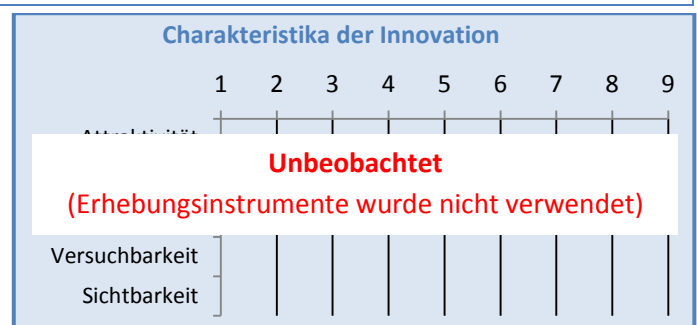 Charakteristika der Innovation
1 2 3 4 5 6 7 8 9
Unbeobachtet
(Erhebungsinstrumente wurde nicht verwendet)
Versuchbarkeit
Sichtbarkeit